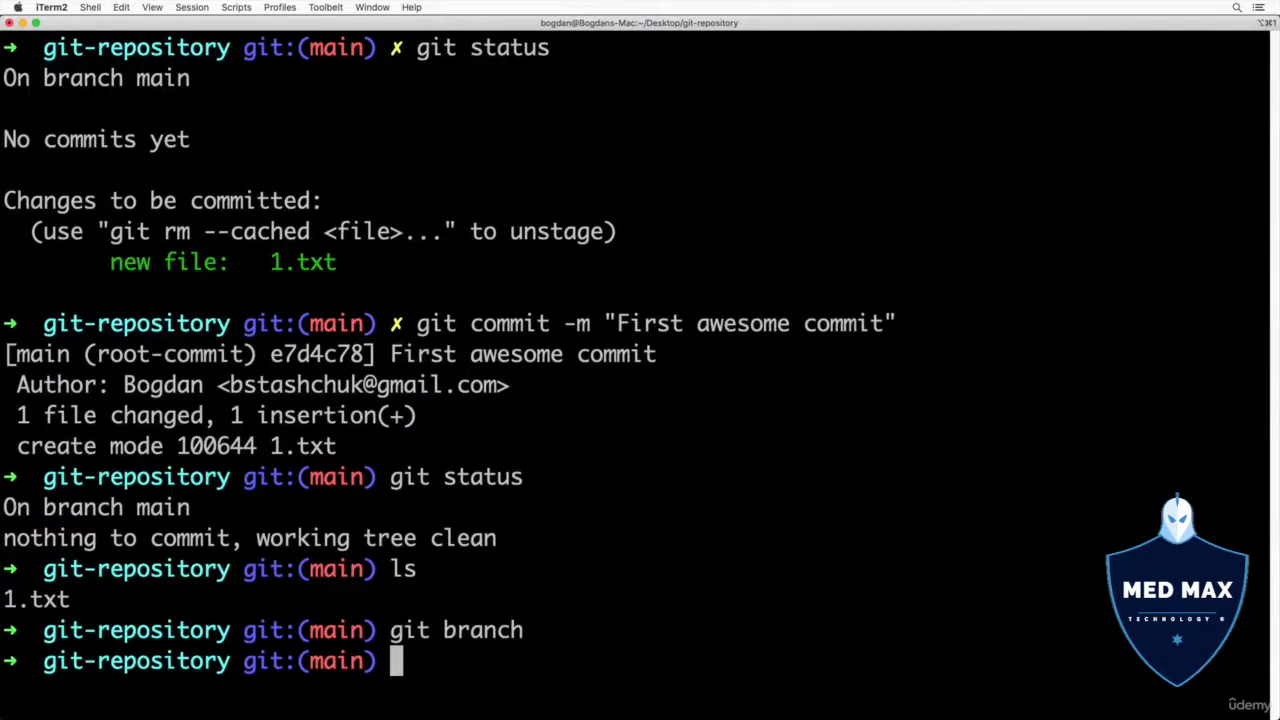 iTerm2 Shell Edit View Session Scripts Profiles Toolbelt Window Help
bogdan@Bogdans-Mac:~/Desktop/git-repository
⌥⌘1
→ git-repository git:(main) ✗ git status
On branch main
No commits yet
Changes to be committed:
(use "git rm --cached <file>..." to unstage)
new file: 1.txt
→ git-repository git:(main) ✗ git commit -m "First awesome commit"
[main (root-commit) e7d4c78] First awesome commit
Author: Bogdan <bstashchuk@gmail.com>
1 file changed, 1 insertion(+)
create mode 100644 1.txt
→ git-repository git:(main) git status
On branch main
nothing to commit, working tree clean
→ git-repository git:(main) ls
1.txt
→ git-repository git:(main) git branch
→ git-repository git:(main)
MED MAX
TECHNOLOGY ©
ûdemy